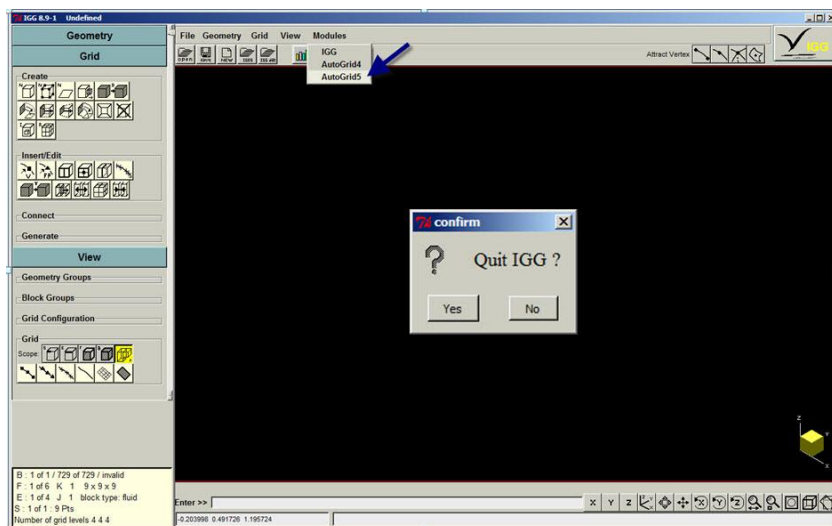 IGG 8.9-1 Undefined
Geometry
File Geometry Grid View Modules
Grid
IGG
AutoGrid4
AutoGrid5
Attract Vertex
IGG
Create
Insert/Edit
Connect
Generate
View
Geometry Groups
Block Groups
Grid Configuration
Grid
Scope:
confirm
Quit IGG ?
Yes No
B : 1 of 1 / 729 of 729 / invalid
F : 1 of 6 K 1 9 x 9 x 9
E : 1 of 4 J 1 block type: fluid
S : 1 of 1 : 9 Pts
Number of grid levels 4 4 4
Enter >>
X Y Z
-0.203998 0.491726 1.195724